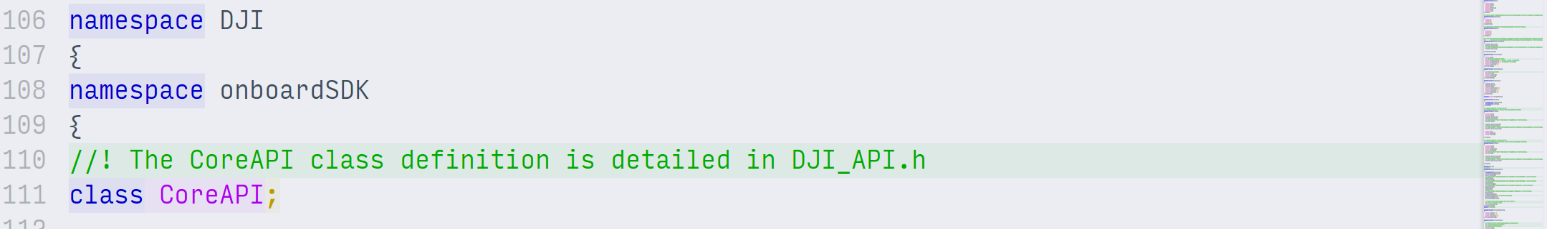 106 namespace DJI
107 {
108 namespace onboardSDK
109 {
110 //! The CoreAPI class definition is detailed in DJI_API.h
111 class CoreAPI;